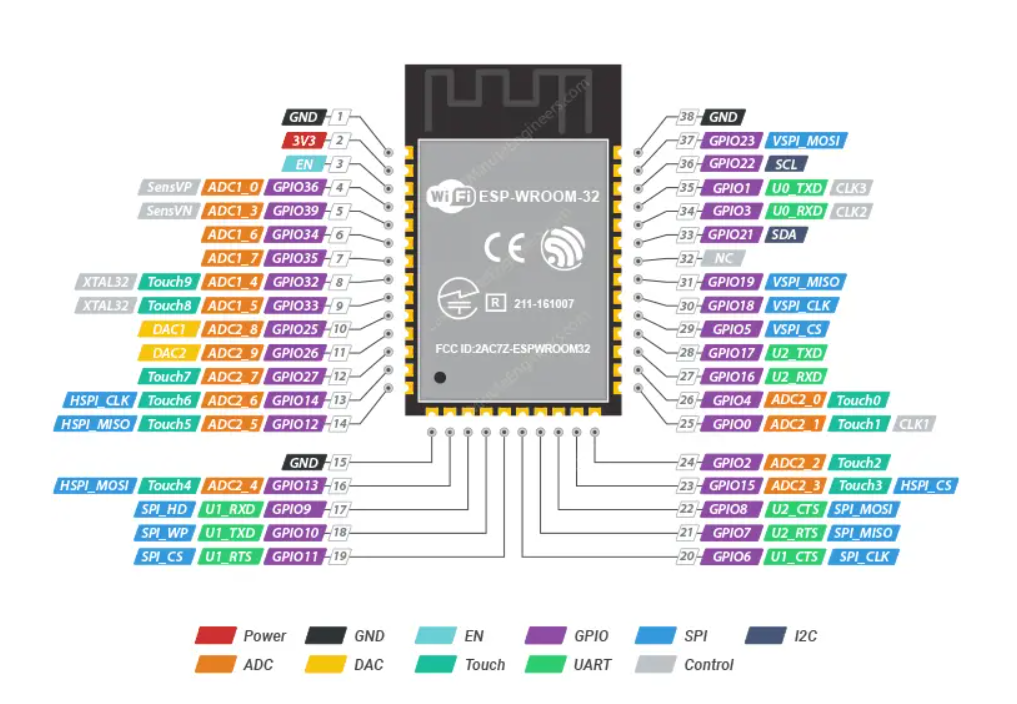 GND 1
3V3 2
EN 3
SensVP ADC1_0 GPIO36 4
SensVN ADC1_3 GPIO39 5
ADC1_6 GPIO34 6
ADC1_7 GPIO35 7
XTAL32 Touch9 ADC1_4 GPIO32 8
XTAL32 Touch8 ADC1_5 GPIO33 9
DAC1 ADC2_8 GPIO25 10
DAC2 ADC2_9 GPIO26 11
Touch7 ADC2_7 GPIO27 12
HSPI_CLK Touch6 ADC2_6 GPIO14 13
HSPI_MISO Touch5 ADC2_5 GPIO12 14
GND 15
HSPI_MOSI Touch4 ADC2_4 GPIO13 16
SPI_HD U1_RXD GPIO9 17
SPI_WP U1_TXD GPIO10 18
SPI_CS U1_RTS GPIO11 19
WiFi ESP-WROOM-32
CE
R 211-161007
FCC ID:2AC7Z-ESPWROOM32
38 GND
37 GPIO23 VSPI_MOSI
36 GPIO22 SCL
35 GPIO1 U0_TXD CLK3
34 GPIO3 U0_RXD CLK2
33 GPIO21 SDA
32 NC
31 GPIO19 VSPI_MISO
30 GPIO18 VSPI_CLK
29 GPIO5 VSPI_CS
28 GPIO17 U2_TXD
27 GPIO16 U2_RXD
26 GPIO4 ADC2_0 Touch0
25 GPIO0 ADC2_1 Touch1 CLK1
24 GPIO2 ADC2_2 Touch2
23 GPIO15 ADC2_3 Touch3 HSPI_CS
22 GPIO8 U2_CTS SPI_MOSI
21 GPIO7 U2_RTS SPI_MISO
20 GPIO6 U1_CTS SPI_CLK
Power GND EN GPIO SPI I2C
ADC DAC Touch UART Control